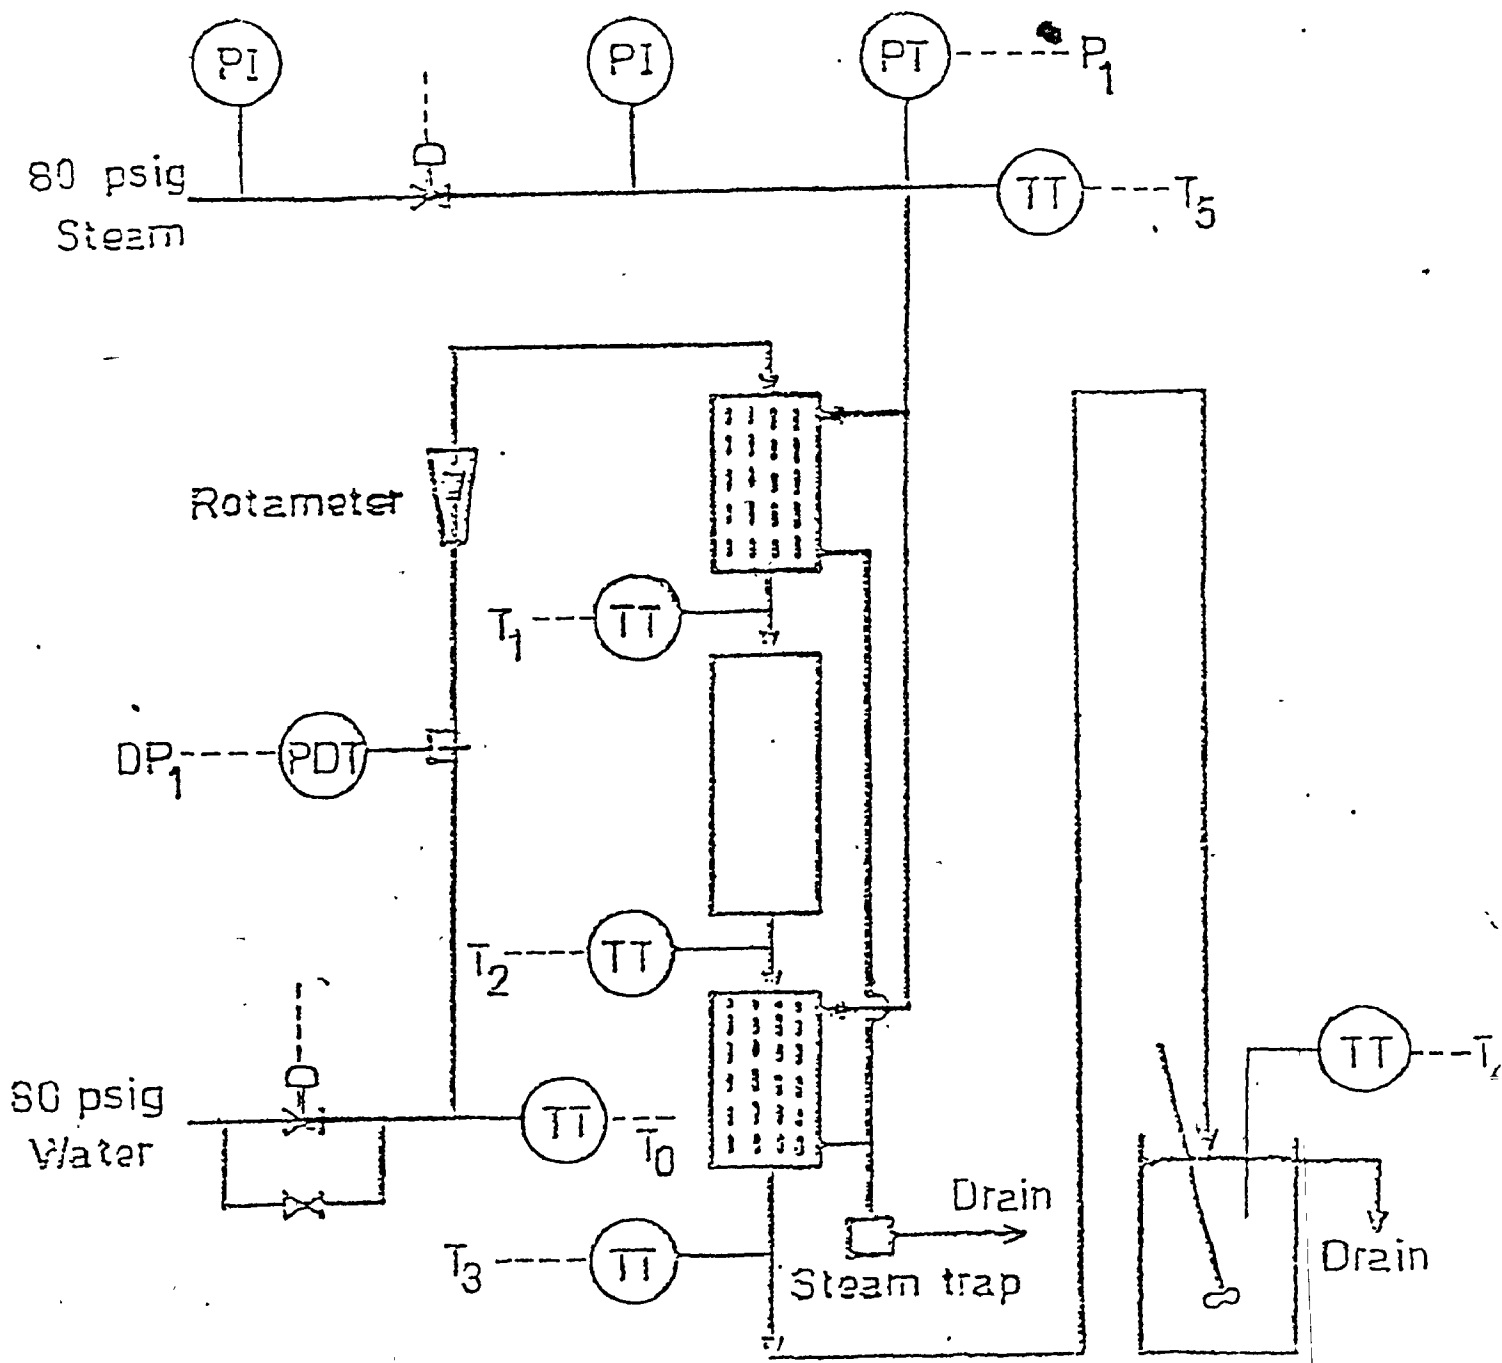 PI
PI
PT
P1
80 psig
Steam
TT
T5
Rotameter
T1
TT
DP1
PDT
T2
TT
TT
80 psig
Water
TT
T0
Drain
T3
TT
Steam trap
Drain